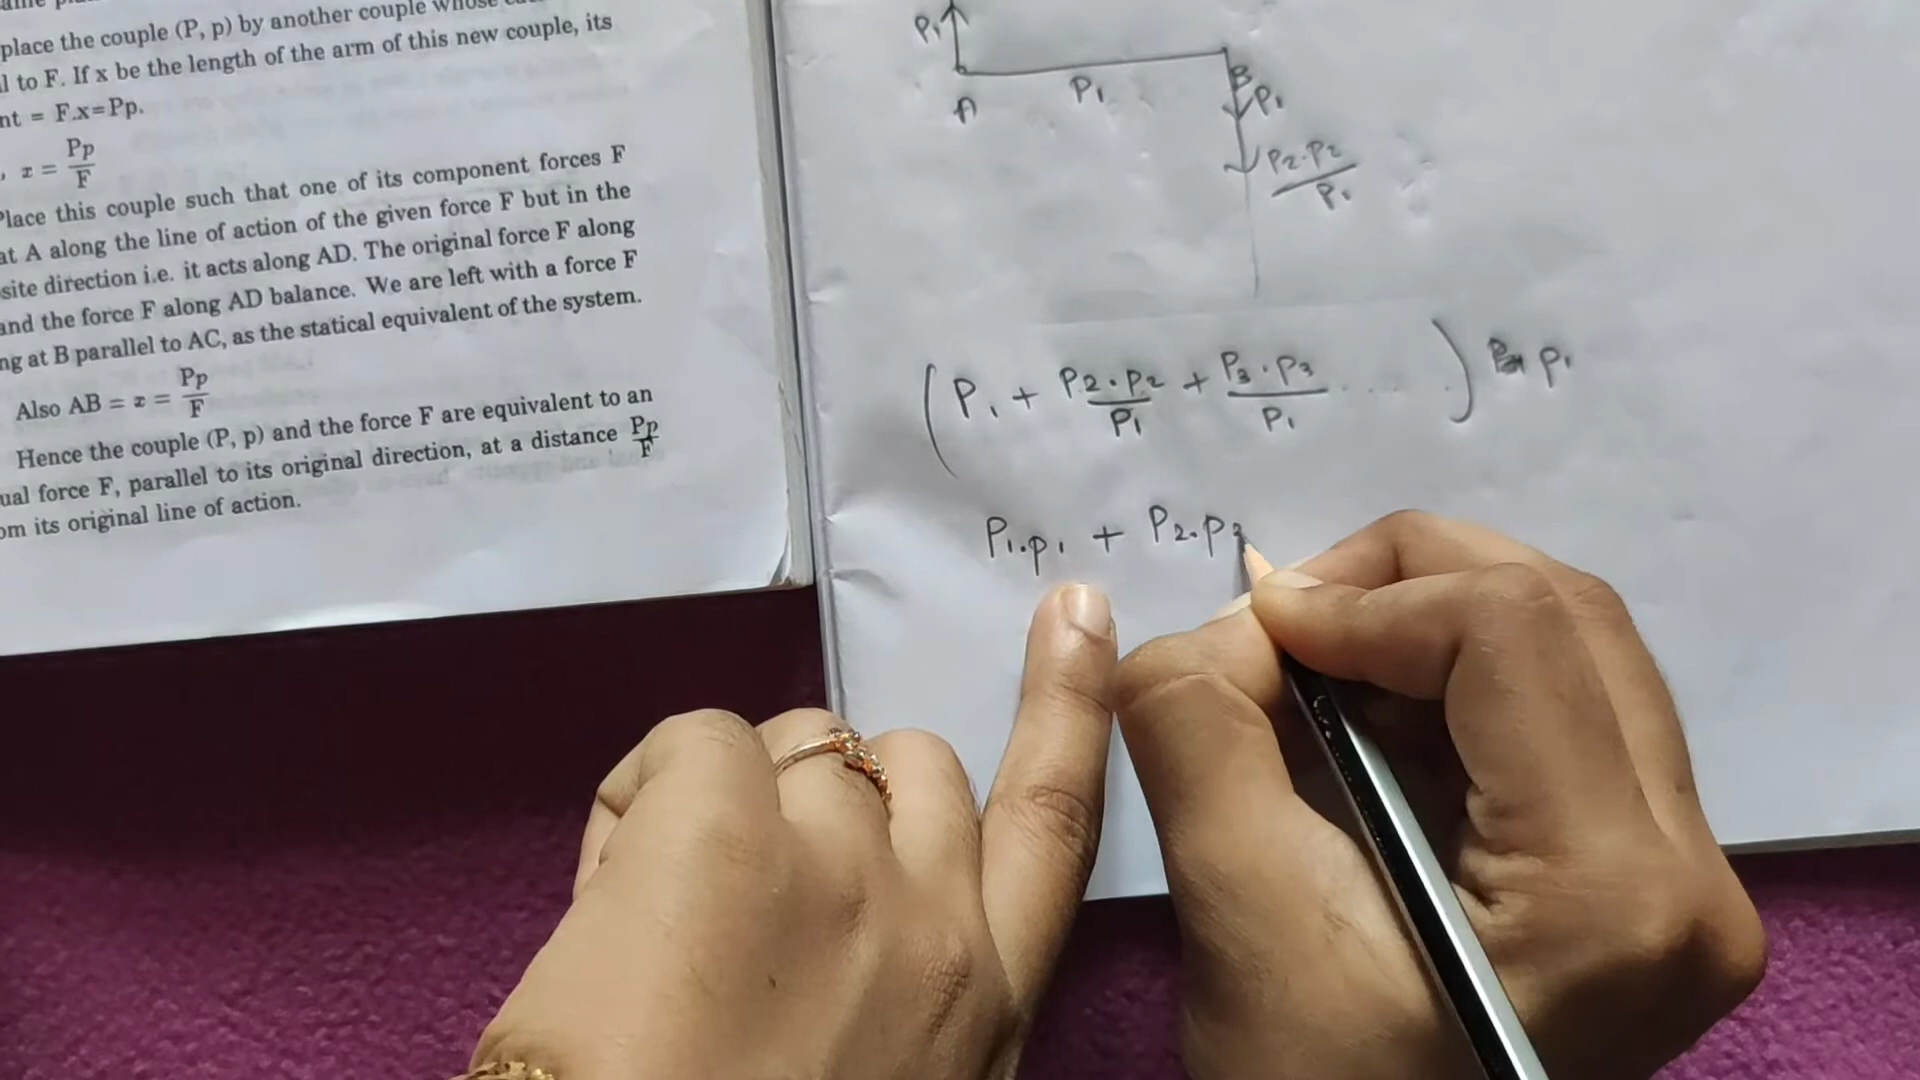 place the couple (P, p) by another couple whose
l to F. If x be the length of the arm of this new couple, its
nt = F.x=Pp.
, x = Pp/F
Place this couple such that one of its component forces F
at A along the line of action of the given force F but in the
site direction i.e. it acts along AD. The original force F along
and the force F along AD balance. We are left with a force F
ng at B parallel to AC, as the statical equivalent of the system.
Also AB = x = Pp/F
Hence the couple (P, p) and the force F are equivalent to an
ual force F, parallel to its original direction, at a distance Pp/F
om its original line of action.
P1
A
P1
B
P1
P2.P2/P1
(P1 + P2.p2/P1 + P3.p3/P1 ....) p1
P1.p1 + P2.p2